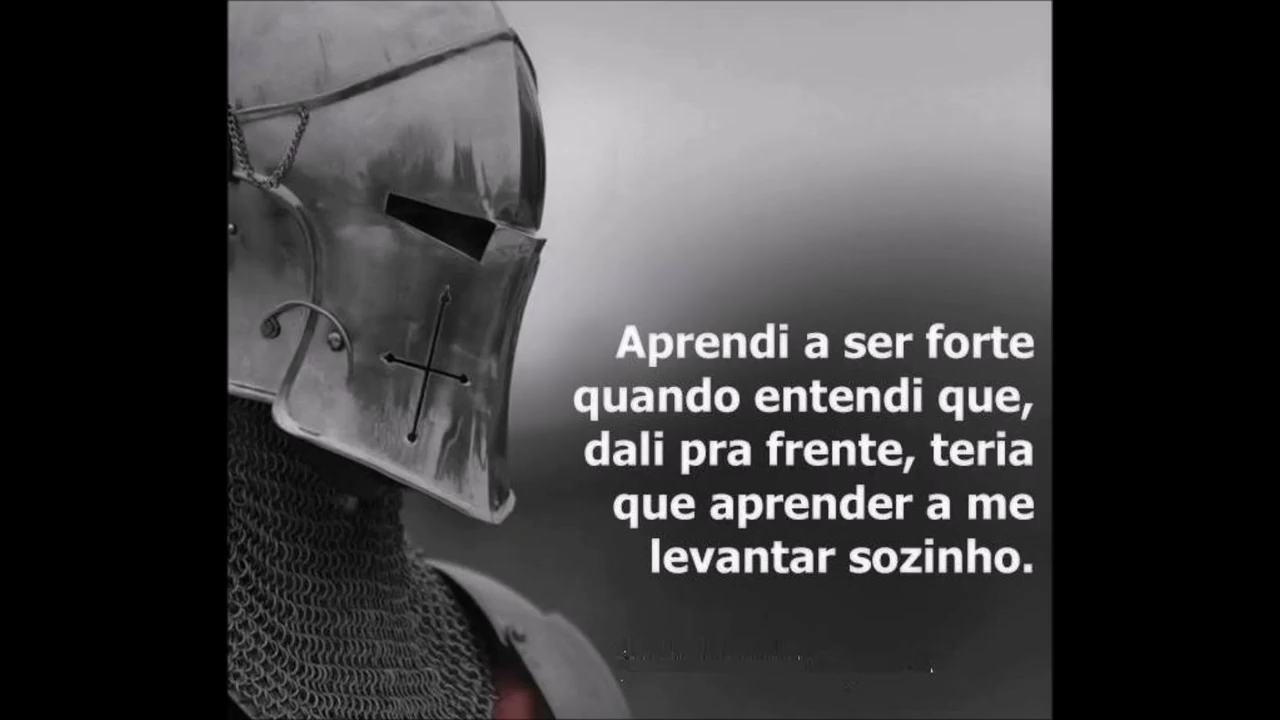 Aprendi a ser forte
quando entendi que,
dali pra frente, teria
que aprender a me
levantar sozinho.